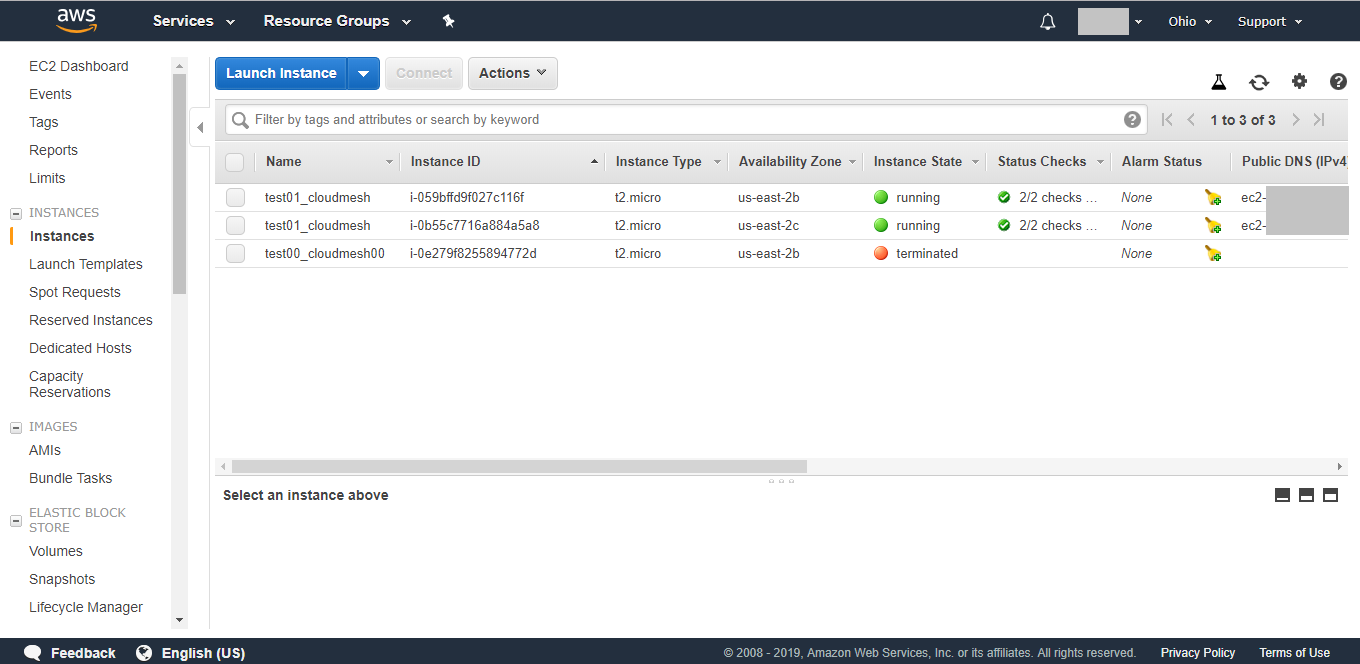 aws Services Resource Groups Ohio Support
EC2 Dashboard
Events
Tags
Reports
Limits
INSTANCES
Instances
Launch Templates
Spot Requests
Reserved Instances
Dedicated Hosts
Capacity
Reservations
IMAGES
AMIs
Bundle Tasks
ELASTIC BLOCK
STORE
Volumes
Snapshots
Lifecycle Manager
Launch Instance Connect Actions
Filter by tags and attributes or search by keyword 1 to 3 of 3
Name Instance ID Instance Type Availability Zone Instance State Status Checks Alarm Status Public DNS (IPv4
test01_cloudmesh i-059bffd9f027c116f t2.micro us-east-2b running 2/2 checks ... None ec2-
test01_cloudmesh i-0b55c7716a884a5a8 t2.micro us-east-2c running 2/2 checks ... None ec2-
test00_cloudmesh00 i-0e279f8255894772d t2.micro us-east-2b terminated None
Select an instance above
Feedback English (US) © 2008 - 2019, Amazon Web Services, Inc. or its affiliates. All rights reserved. Privacy Policy Terms of Use